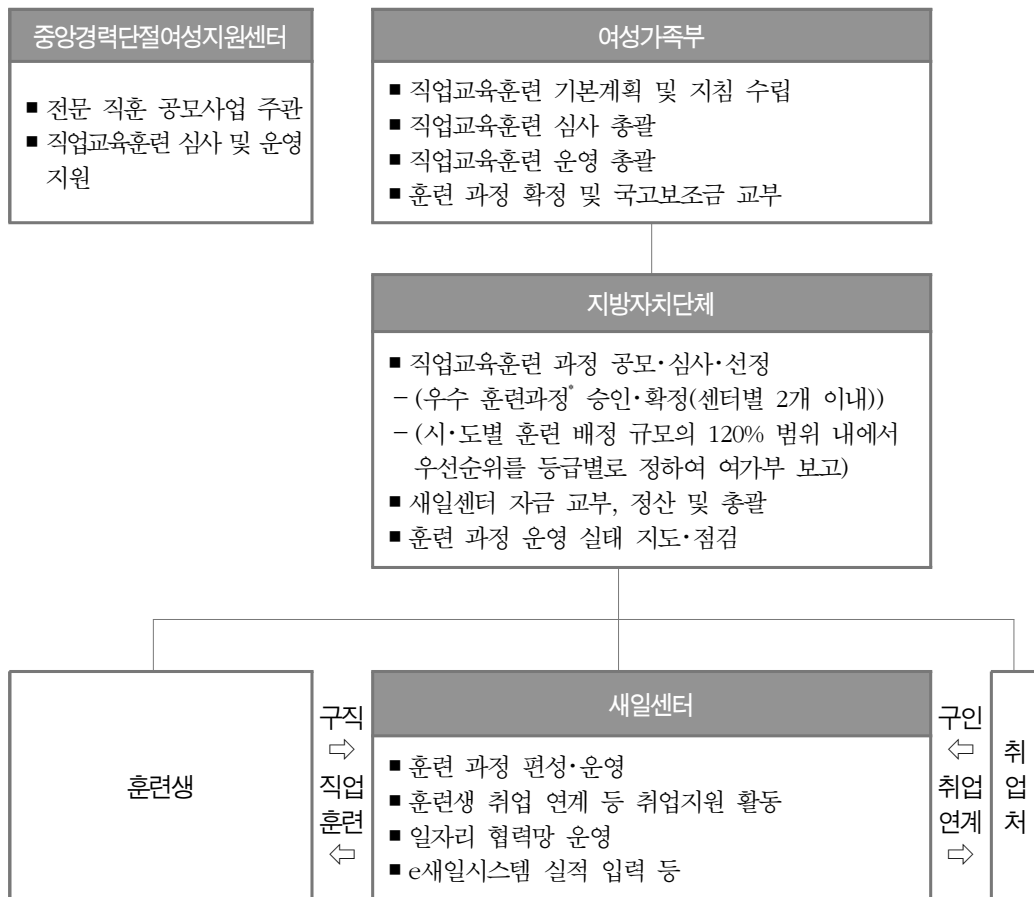 중앙경력단절여성지원센터
■ 전문 직훈 공모사업 주관
■ 직업교육훈련 심사 및 운영
지원
여성가족부
■ 직업교육훈련 기본계획 및 지침 수립
■ 직업교육훈련 심사 총괄
■ 직업교육훈련 운영 총괄
■ 훈련 과정 확정 및 국고보조금 교부
지방자치단체
■ 직업교육훈련 과정 공모·심사·선정
－(우수 훈련과정* 승인·확정(센터별 2개 이내))
－(시·도별 훈련 배정 규모의 120% 범위 내에서
우선순위를 등급별로 정하여 여가부 보고)
■ 새일센터 자금 교부, 정산 및 총괄
■ 훈련 과정 운영 실태 지도·점검
훈련생
구직
⇨
직업
훈련
⇦
새일센터
■ 훈련 과정 편성·운영
■ 훈련생 취업 연계 등 취업지원 활동
■ 일자리 협력망 운영
■ e새일시스템 실적 입력 등
구인
⇦
취업
연계
⇨
취
업
처